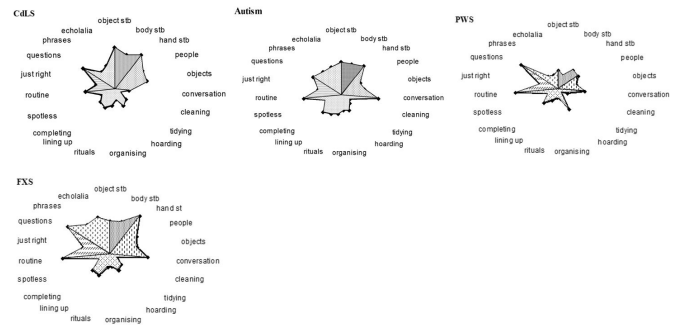 CdLS
object stb
body stb
hand stb
people
objects
conversation
cleaning
tidying
hoarding
organising
rituals
lining up
completing
spotless
routine
just right
questions
phrases
echolalia
Autism
object stb
body stb
hand stb
people
objects
conversation
cleaning
tidying
hoarding
organising
rituals
lining up
completing
spotless
routine
just right
questions
phrases
echolalia
PWS
object stb
body stb
hand stb
people
objects
conversation
cleaning
tidying
hoarding
organising
rituals
lining up
completing
spotless
routine
just right
questions
phrases
echolalia
FXS
object stb
body stb
hand st
people
objects
conversation
cleaning
tidying
hoarding
organising
rituals
lining up
completing
spotless
routine
just right
questions
phrases
echolalia